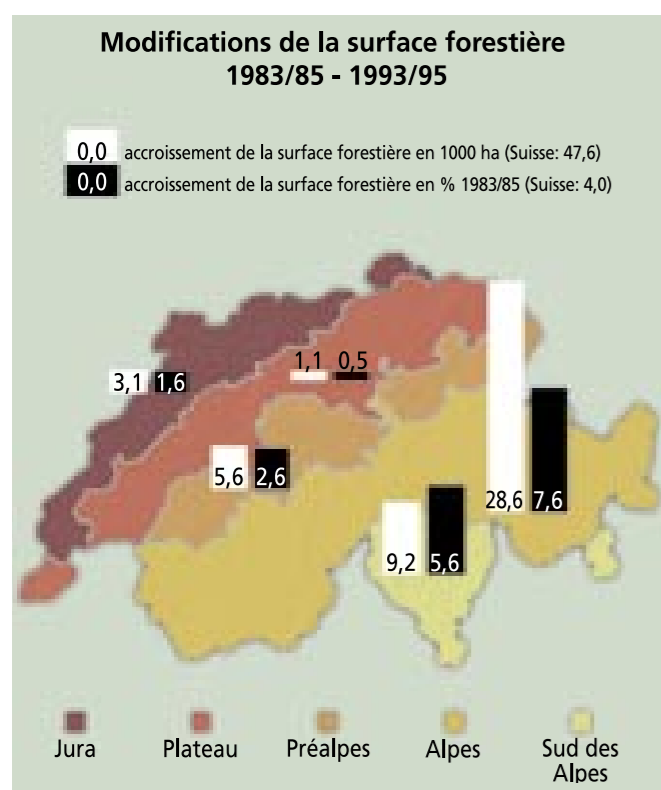 Modifications de la surface forestière
1983/85 - 1993/95
0,0 accroissement de la surface forestière en 1000 ha (Suisse: 47,6)
0,0 accroissement de la surface forestière en % 1983/85 (Suisse: 4,0)
1,1 0,5
3,1 1,6
5,6 2,6
28,6 7,6
9,2 5,6
Jura Plateau Préalpes Alpes Sud des
Alpes